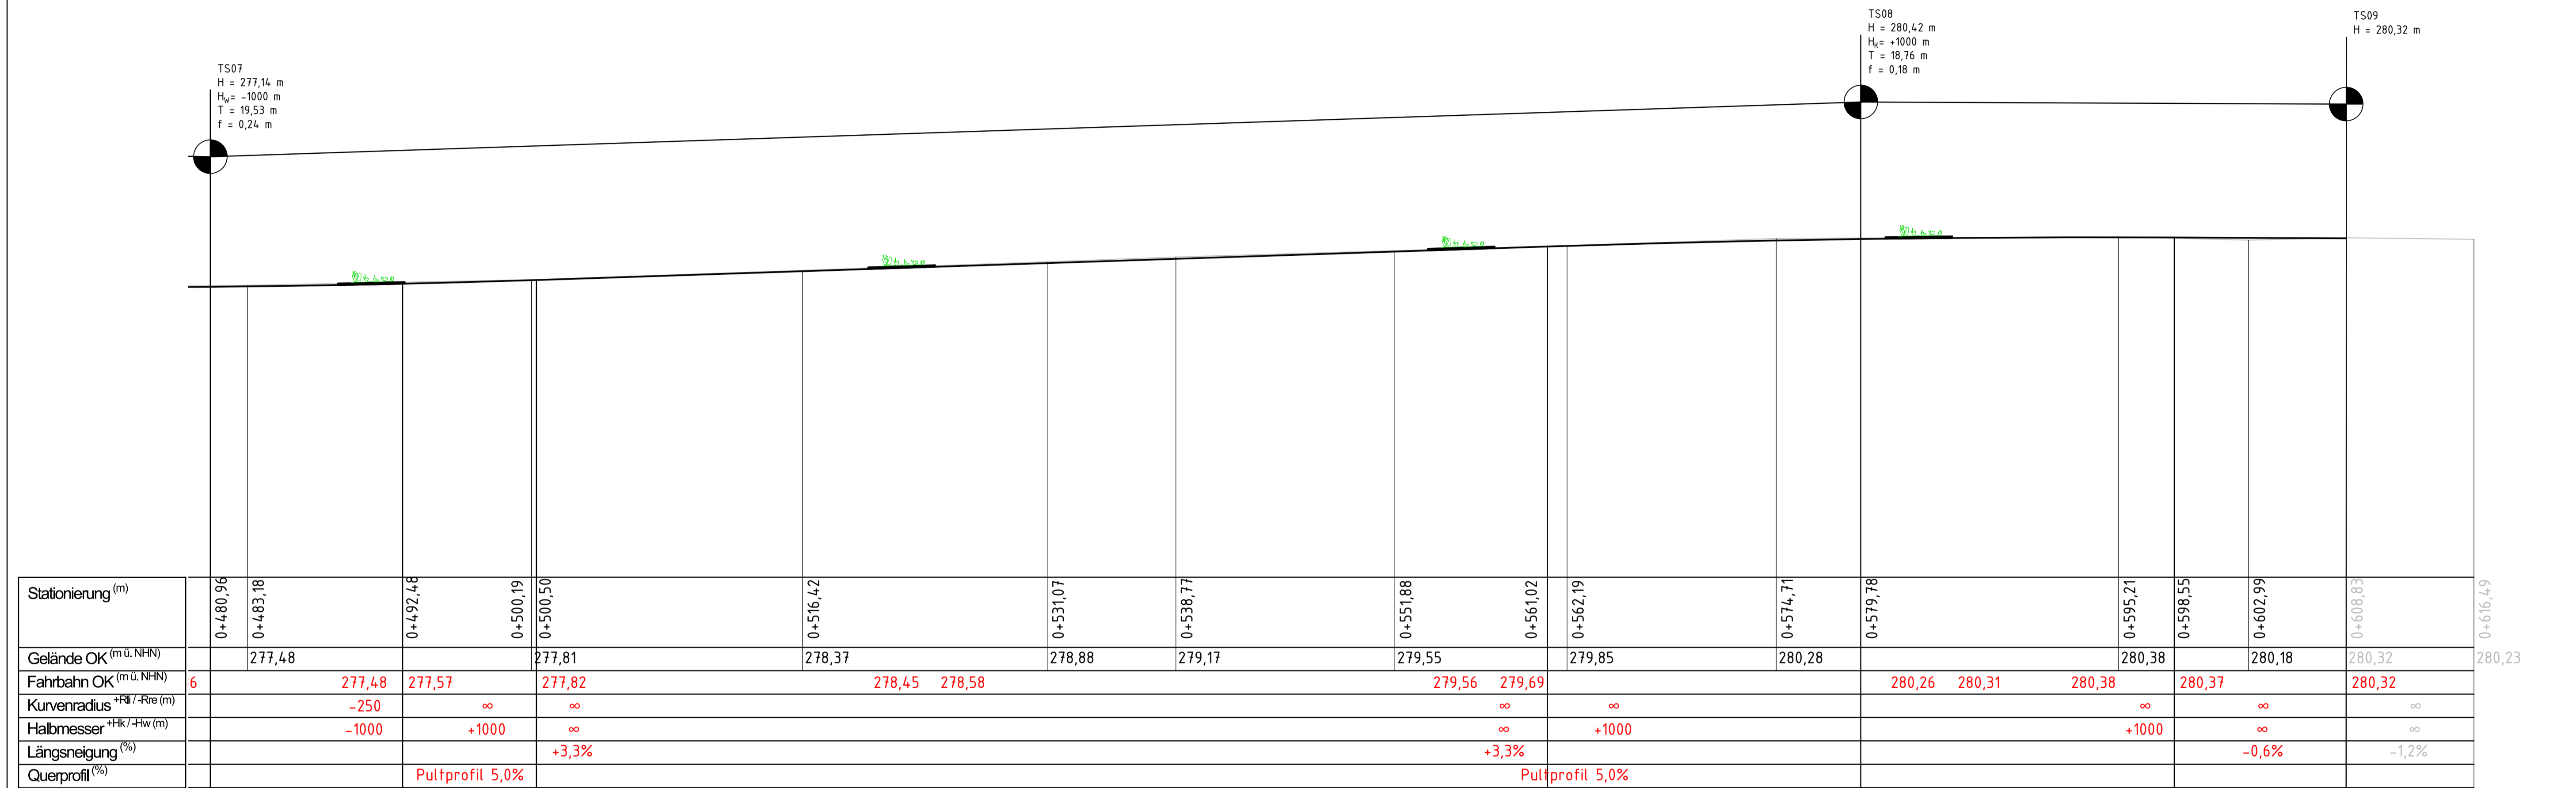 TS07
H = 277,14 m
Hw= -1000 m
T = 19,53 m
f = 0,24 m
TS08
H = 280,42 m
HK= +1000 m
T = 18,76 m
f = 0,18 m
TS09
H = 280,32 m
Stationierung (m) 0+480,96 0+483,18 0+492,48 0+500,19 0+500,50 0+516,42 0+531,07 0+538,77 0+551,88 0+561,02 0+562,19 0+574,71 0+579,78 0+595,21 0+598,55 0+602,99 0+608,83 0+616,49
Gelände OK (m ü. NHN) 277,48 277,81 278,37 278,88 279,17 279,55 279,85 280,28 280,38 280,18 280,32 280,23
Fahrbahn OK (m ü. NHN) 6 277,48 277,57 277,82 278,45 278,58 279,56 279,69 280,26 280,31 280,38 280,37 280,32
Kurvenradius +Rli / -Rre (m) -250 ∞ ∞ ∞ ∞ ∞ ∞ ∞
Halbmesser +Hk / -Hw (m) -1000 +1000 ∞ ∞ +1000 +1000 ∞ ∞
Längsneigung (%) +3,3% +3,3% -0,6% -1,2%
Querprofil (%) Pultprofil 5,0% Pultprofil 5,0%